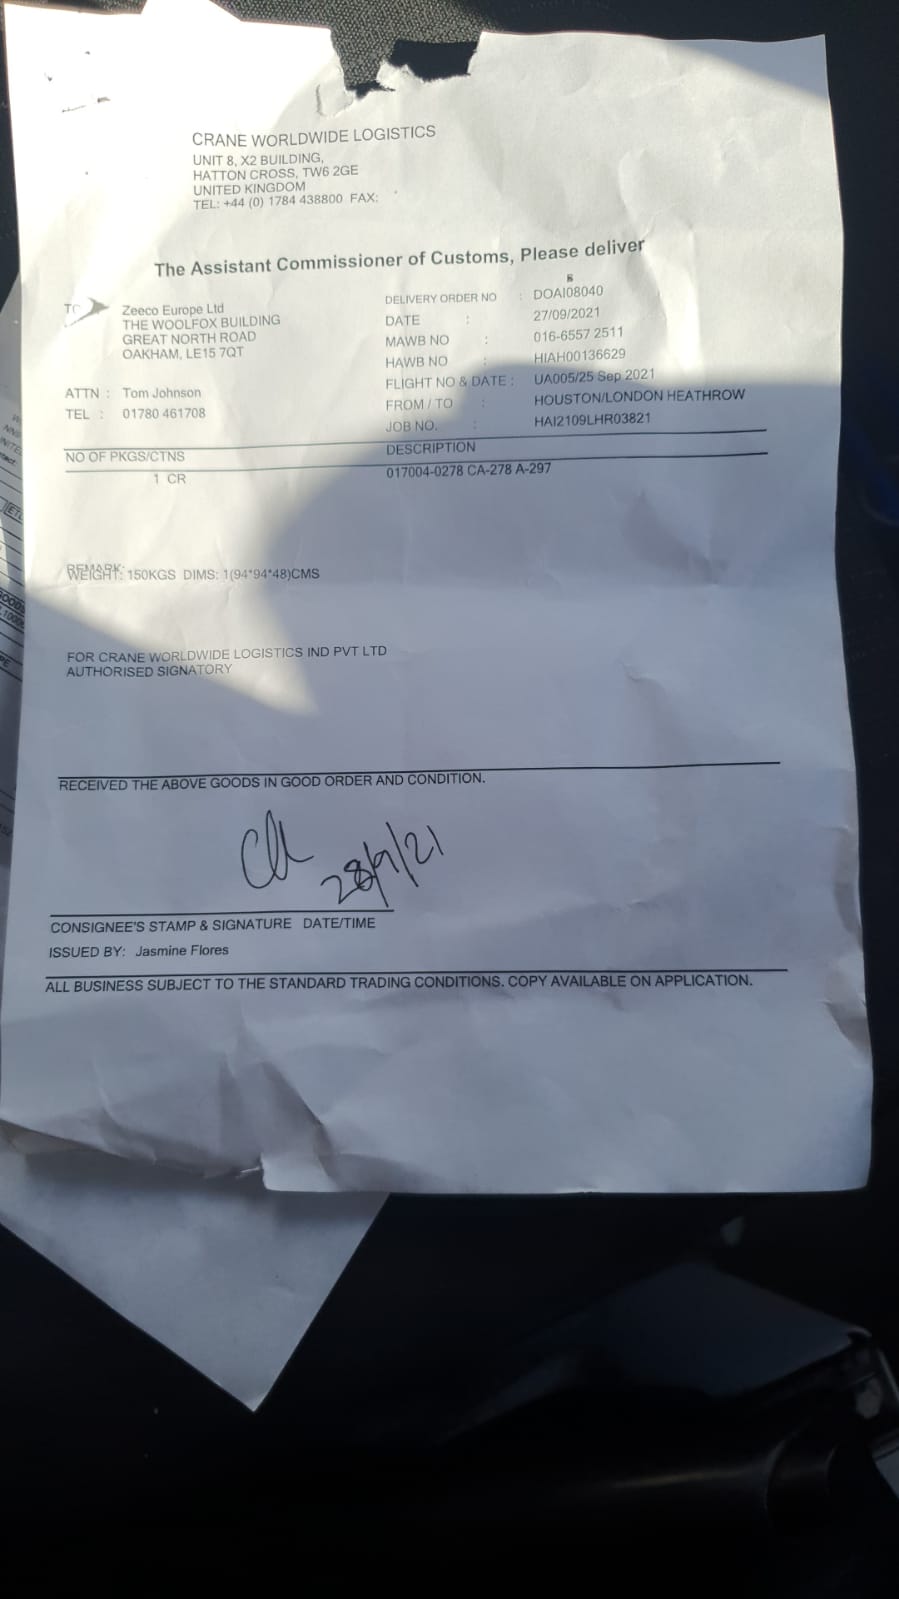 CRANE WORLDWIDE LOGISTICS
UNIT 8, X2 BUILDING,
HATTON CROSS, TW6 2GE
UNITED KINGDOM
TEL: +44 (0) 1784 438800 FAX:
The Assistant Commissioner of Customs, Please deliver
TO
Zeeco Europe Ltd
THE WOOLFOX BUILDING
GREAT NORTH ROAD
OAKHAM, LE15 7QT
ATTN : Tom Johnson
TEL : 01780 461708
DELIVERY ORDER NO : DOAI08040
DATE : 27/09/2021
MAWB NO : 016-6557 2511
HAWB NO : HIAH00136629
FLIGHT NO & DATE : UA005/25 Sep 2021
FROM / TO : HOUSTON/LONDON HEATHROW
JOB NO. : HAI2109LHR03821
NO OF PKGS/CTNS DESCRIPTION
1 CR 017004-0278 CA-278 A-297
REMARK:
WEIGHT: 150KGS DIMS: 1(94*94*48)CMS
FOR CRANE WORLDWIDE LOGISTICS IND PVT LTD
AUTHORISED SIGNATORY
RECEIVED THE ABOVE GOODS IN GOOD ORDER AND CONDITION.
28/9/21
CONSIGNEE'S STAMP & SIGNATURE DATE/TIME
ISSUED BY: Jasmine Flores
ALL BUSINESS SUBJECT TO THE STANDARD TRADING CONDITIONS. COPY AVAILABLE ON APPLICATION.